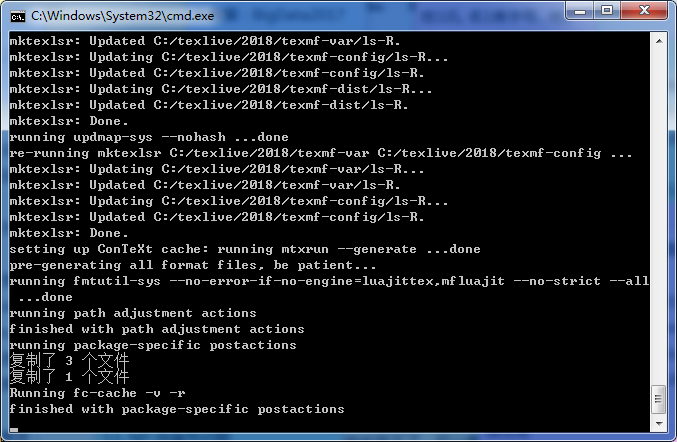 C:\Windows\System32\cmd.exe
mktexlsr: Updated C:/texlive/2018/texmf-var/ls-R.
mktexlsr: Updating C:/texlive/2018/texmf-config/ls-R...
mktexlsr: Updated C:/texlive/2018/texmf-config/ls-R.
mktexlsr: Updating C:/texlive/2018/texmf-dist/ls-R...
mktexlsr: Updated C:/texlive/2018/texmf-dist/ls-R.
mktexlsr: Done.
running updmap-sys --nohash ...done
re-running mktexlsr C:/texlive/2018/texmf-var C:/texlive/2018/texmf-config ...
mktexlsr: Updating C:/texlive/2018/texmf-var/ls-R...
mktexlsr: Updated C:/texlive/2018/texmf-var/ls-R.
mktexlsr: Updating C:/texlive/2018/texmf-config/ls-R...
mktexlsr: Updated C:/texlive/2018/texmf-config/ls-R.
mktexlsr: Done.
setting up ConTeXt cache: running mtxrun --generate ...done
pre-generating all format files, be patient...
running fmtutil-sys --no-error-if-no-engine=luajittex,mfluajit --no-strict --all
 ...done
running path adjustment actions
finished with path adjustment actions
running package-specific postactions
复制了 3 个文件
复制了 1 个文件
Running fc-cache -v -r
finished with package-specific postactions